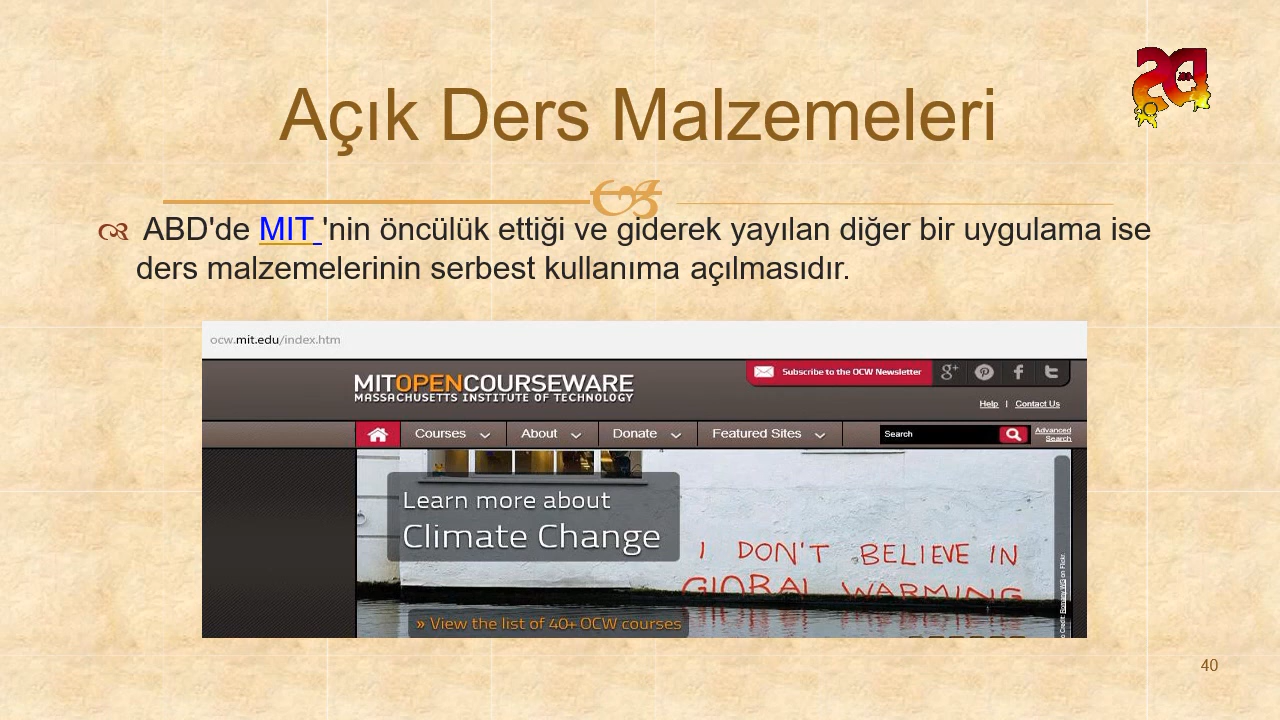 Açık Ders Malzemeleri
ABD'de MIT 'nin öncülük ettiği ve giderek yayılan diğer bir uygulama ise
ders malzemelerinin serbest kullanıma açılmasıdır.
ocw.mit.edu/index.htm
Subscribe to the OCW Newsletter
MITOPENCOURSEWARE
MASSACHUSETTS INSTITUTE OF TECHNOLOGY
Help | Contact Us
Courses About Donate Featured Sites Search Advanced
Search
Learn more about
Climate Change
I DON'T BELIEVE IN
GLOBAL WARMING
» View the list of 40+ OCW courses
40